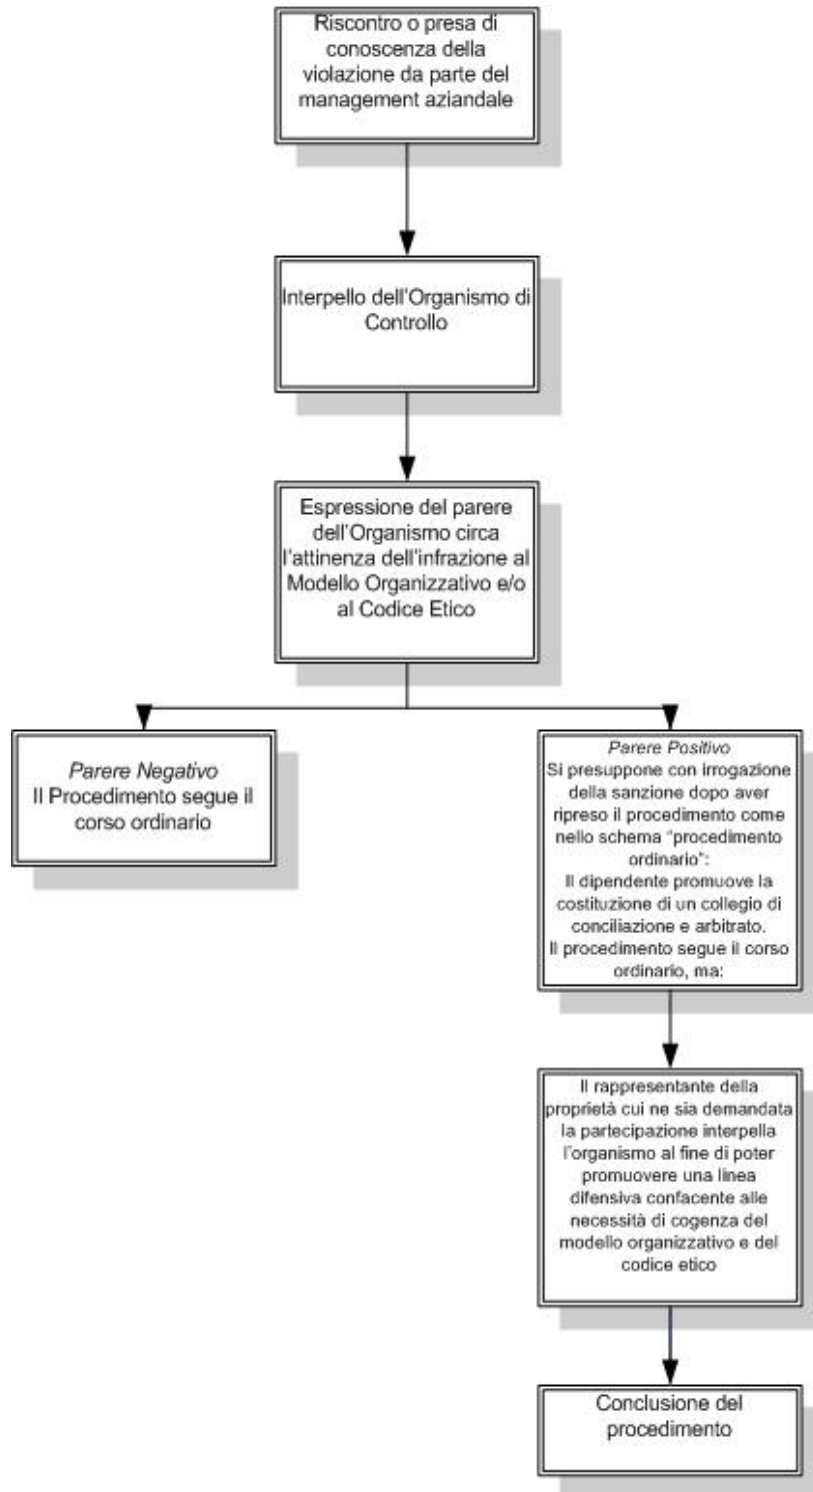 Riscontro o presa di
conoscenza della
violazione da parte del
management aziandale
Interpello dell'Organismo di
Controllo
Espressione del parere
dell'Organismo circa
l'attinenza dell'infrazione al
Modello Organizzativo e/o
al Codice Etico
Parere Negativo
Il Procedimento segue il
corso ordinario
Parere Positivo
Si presuppone con irrogazione
della sanzione dopo aver
ripreso il procedimento come
nello schema "procedimento
ordinario":
Il dipendente promuove la
costituzione di un collegio di
conciliazione e arbitrato.
Il procedimento segue il corso
ordinario, ma:
Il rappresentante della
proprietà cui ne sia demandata
la partecipazione interpella
l'organismo al fine di poter
promuovere una linea
difensiva confacente alle
necessità di cogenza del
modello organizzativo e del
codice etico
Conclusione del
procedimento